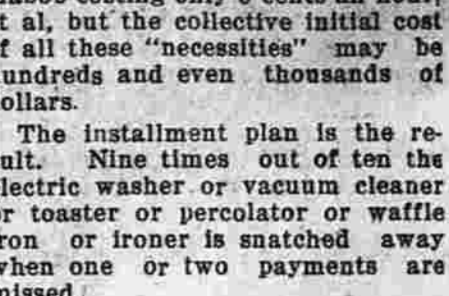 t al, but the collective initial cost
f all these "necessities" may be
undreds and even thousands of
ollars.
The installment plan is the re-
ult. Nine times out of ten the
lectric washer or vacuum cleaner
r toaster or percolator or waffle
ron or ironer is snatched away
when one or two payments are
missed